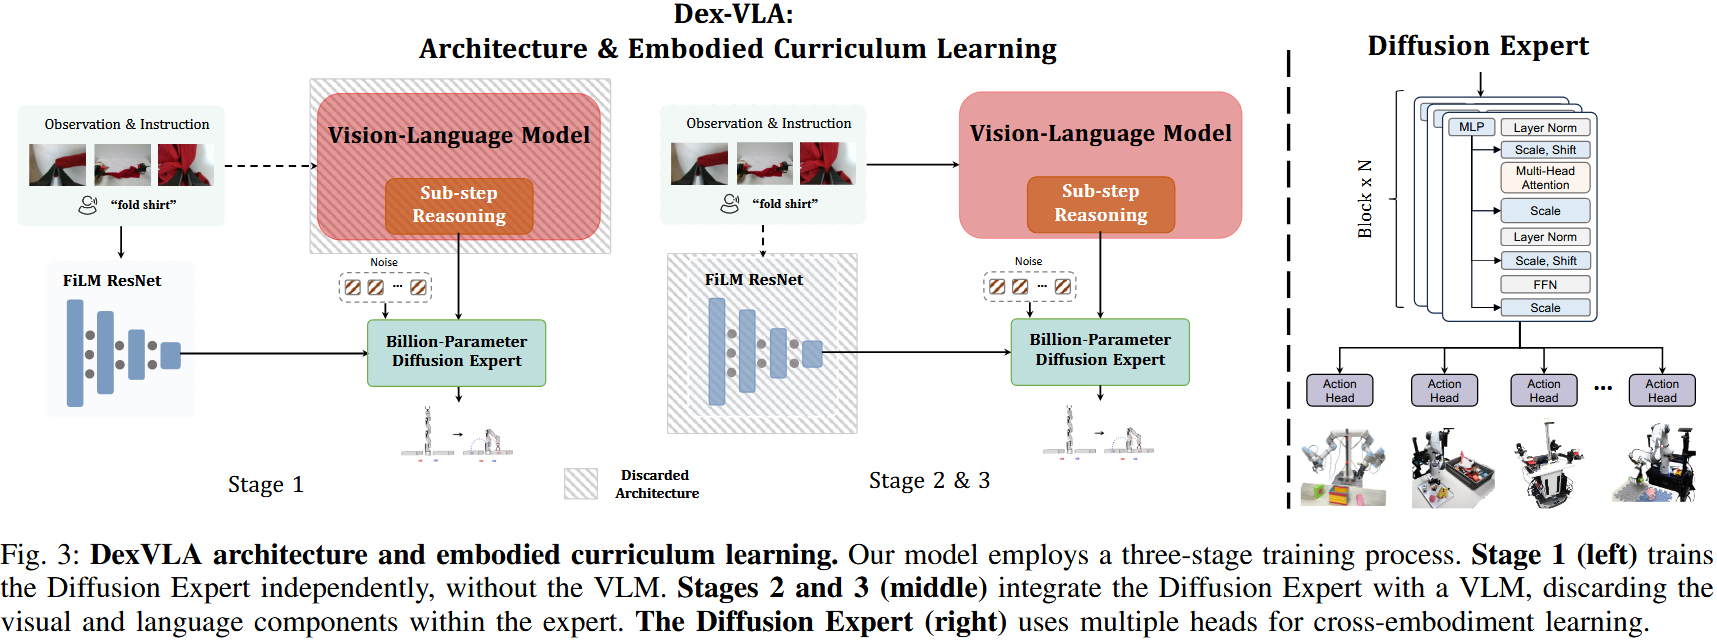 Dex-VLA:
Architecture & Embodied Curriculum Learning
Observation & Instruction
"fold shirt"
FiLM ResNet
Vision-Language Model
Sub-step
Reasoning
Noise
...
Billion-Parameter
Diffusion Expert
Stage 1
Discarded
Architecture
Observation & Instruction
"fold shirt"
FiLM ResNet
Vision-Language Model
Sub-step
Reasoning
Noise
...
Billion-Parameter
Diffusion Expert
Stage 2 & 3
Diffusion Expert
Block x N
MLP
Layer Norm
Scale, Shift
Multi-Head
Attention
Scale
Layer Norm
Scale, Shift
FFN
Scale
Action
Head
Action
Head
Action
Head
...
Action
Head
Fig. 3: DexVLA architecture and embodied curriculum learning. Our model employs a three-stage training process. Stage 1 (left) trains
the Diffusion Expert independently, without the VLM. Stages 2 and 3 (middle) integrate the Diffusion Expert with a VLM, discarding the
visual and language components within the expert. The Diffusion Expert (right) uses multiple heads for cross-embodiment learning.